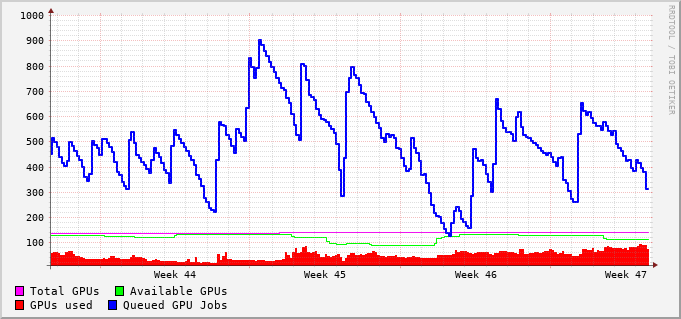 1000
900
800
700
600
500
400
300
200
100
Week 44 Week 45 Week 46 Week 47
Total GPUs Available GPUs
GPUs used Queued GPU Jobs
RRDTOOL / TOBI OETIKER